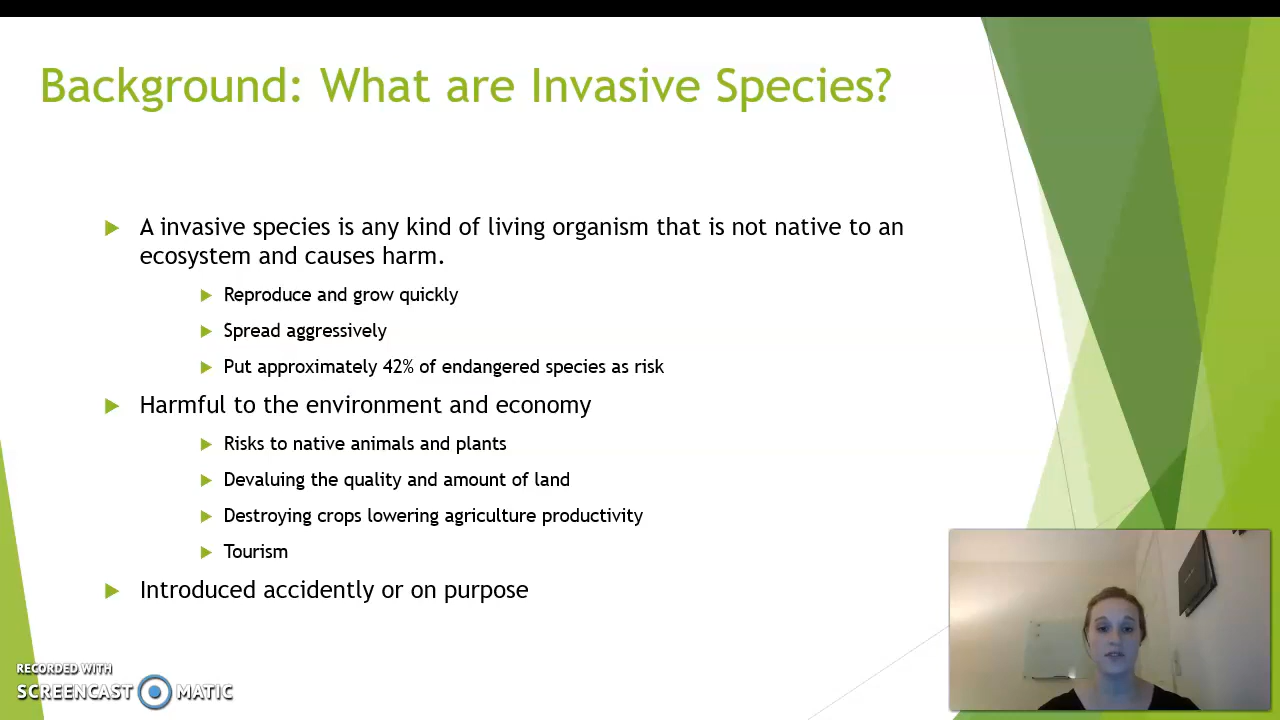 Background: What are Invasive Species?
A invasive species is any kind of living organism that is not native to an
ecosystem and causes harm.
Reproduce and grow quickly
Spread aggressively
Put approximately 42% of endangered species as risk
Harmful to the environment and economy
Risks to native animals and plants
Devaluing the quality and amount of land
Destroying crops lowering agriculture productivity
Tourism
Introduced accidently or on purpose
RECORDED WITH
SCREENCAST MATIC